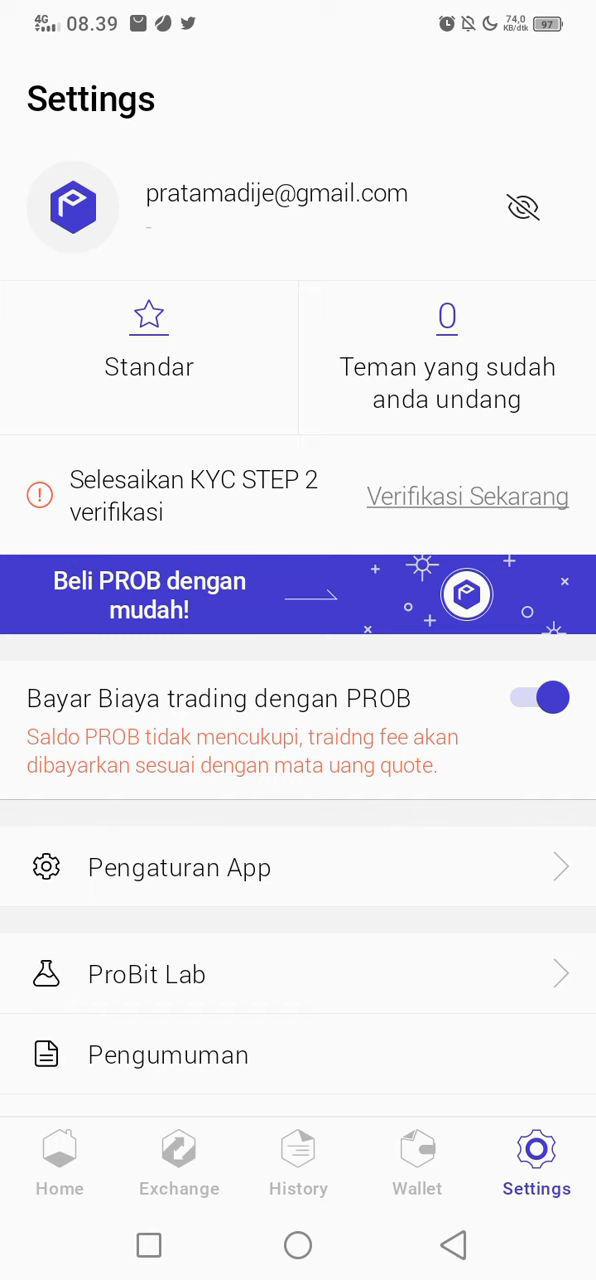 4G 08.39 74,0 KB/dtk 97
Settings
pratamadije@gmail.com
-
Standar
0
Teman yang sudah
anda undang
Selesaikan KYC STEP 2
verifikasi
Verifikasi Sekarang
Beli PROB dengan
mudah!
Bayar Biaya trading dengan PROB
Saldo PROB tidak mencukupi, traidng fee akan
dibayarkan sesuai dengan mata uang quote.
Pengaturan App
ProBit Lab
Pengumuman
Home Exchange History Wallet Settings